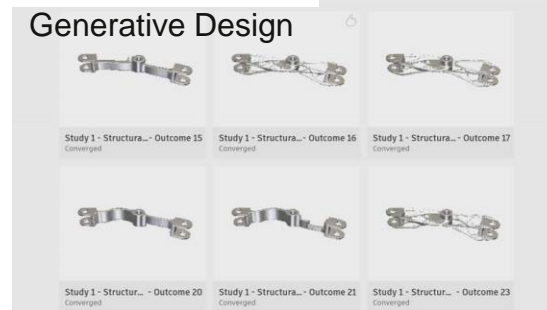 Generative Design
Study 1 - Structura...- Outcome 15
Converged
Study 1 - Structura...- Outcome 16
Converged
Study 1 - Structura...- Outcome 17
Converged
Study 1 - Structur... - Outcome 20
Converged
Study 1 - Structura...- Outcome 21
Converged
Study 1 - Structur... - Outcome 23
Converged